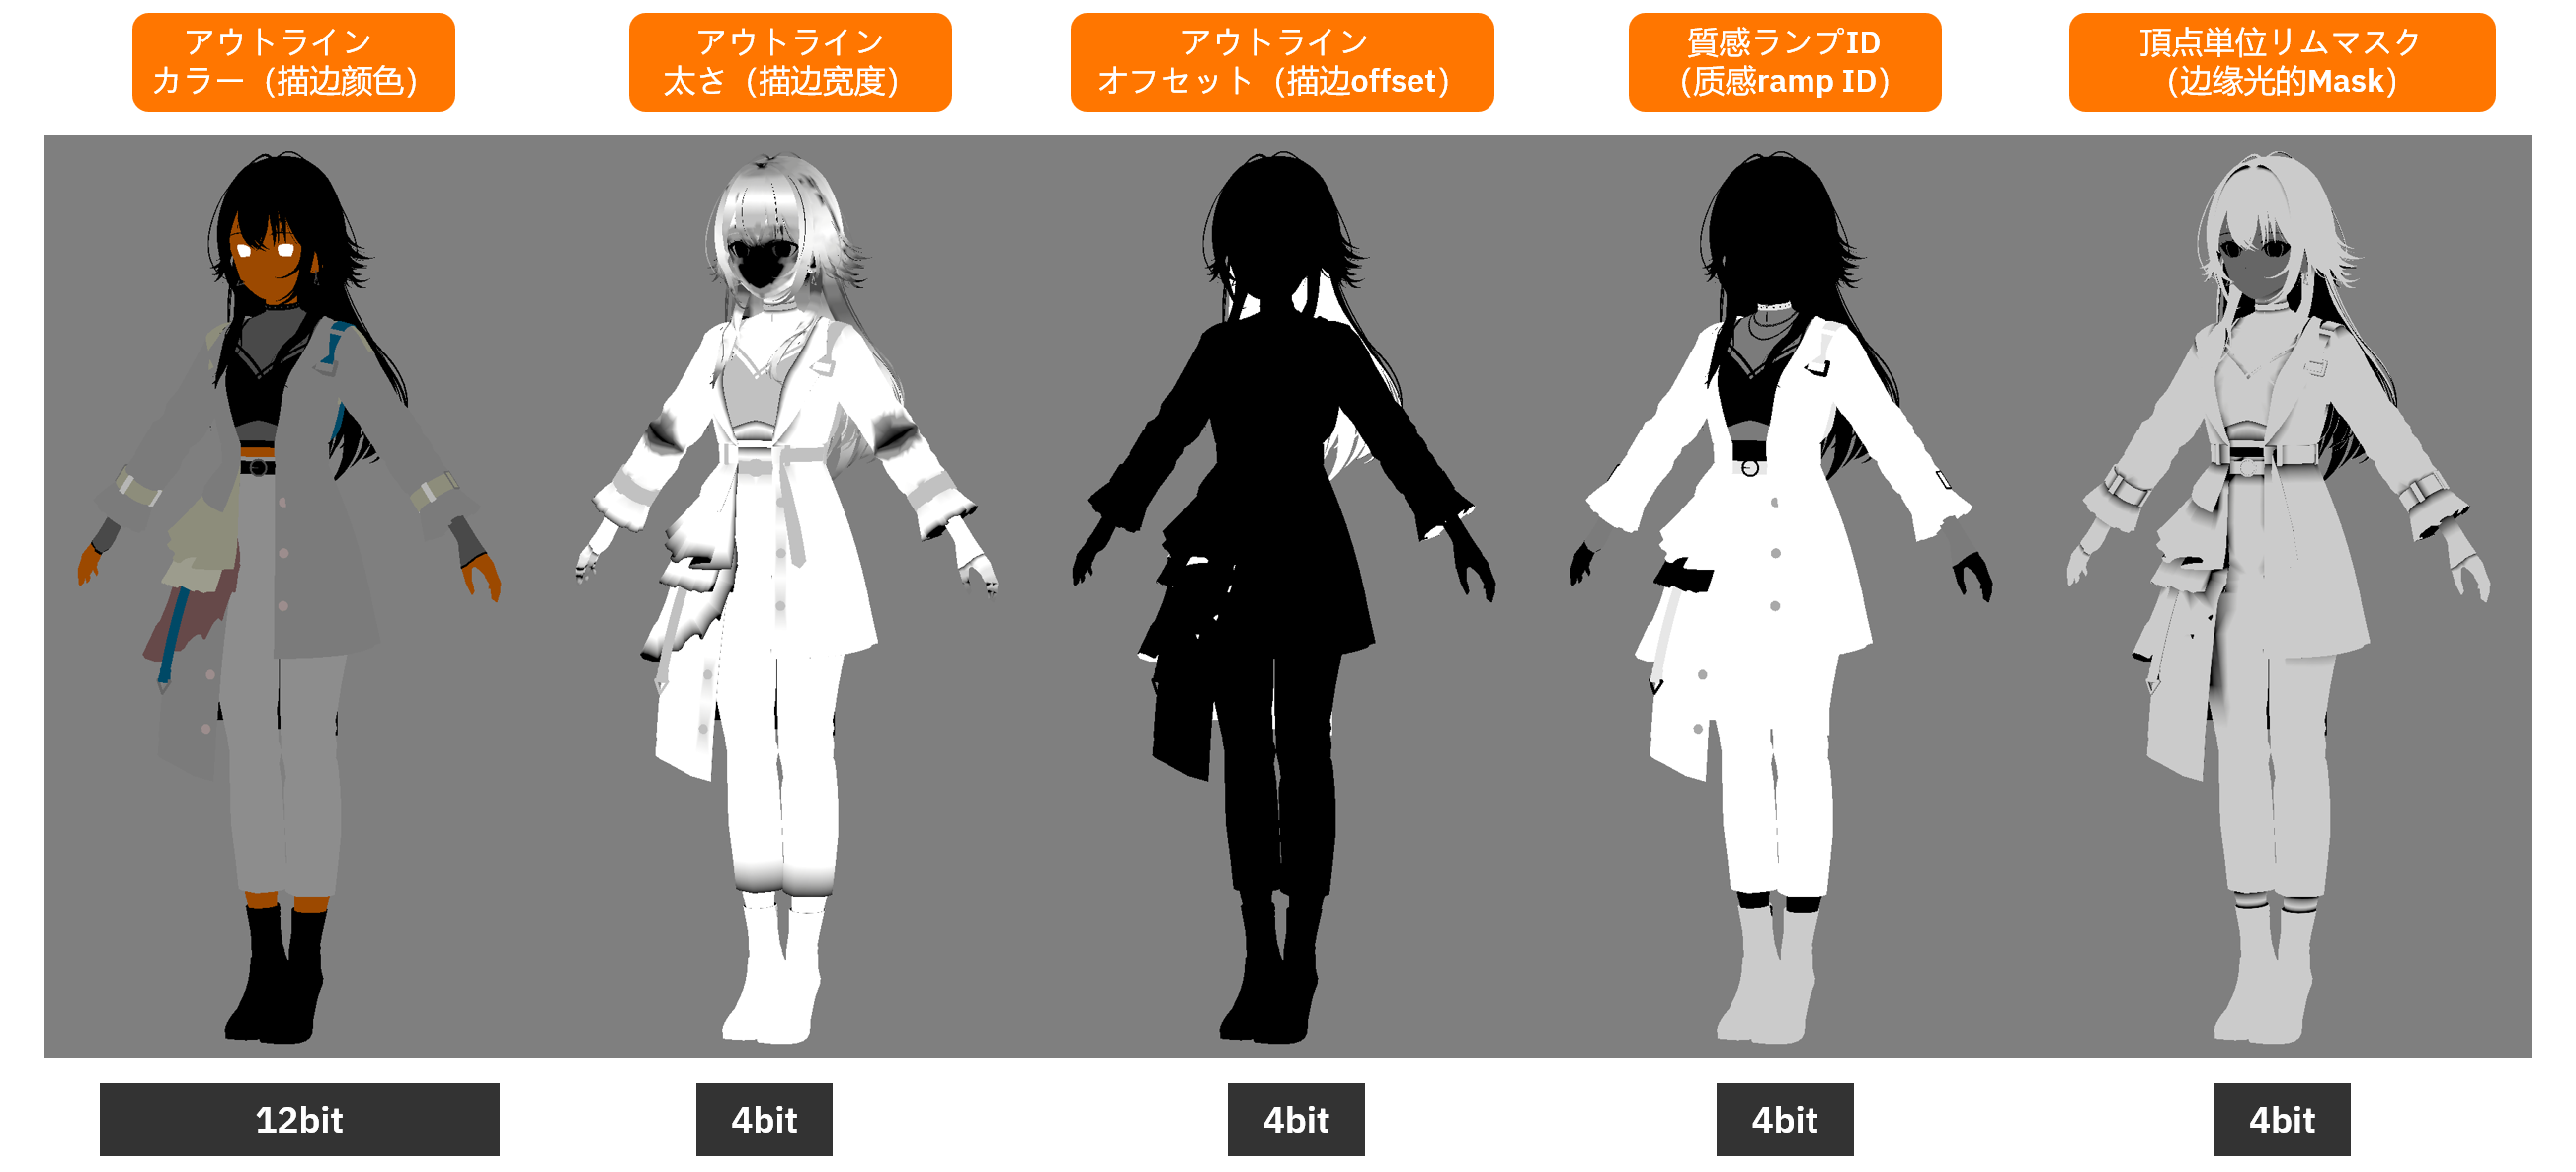 アウトライン
カラー（描边颜色）
アウトライン
太さ（描边宽度）
アウトライン
オフセット（描边offset）
質感ランプID
（质感ramp ID）
頂点単位リムマスク
（边缘光的Mask）
12bit
4bit
4bit
4bit
4bit